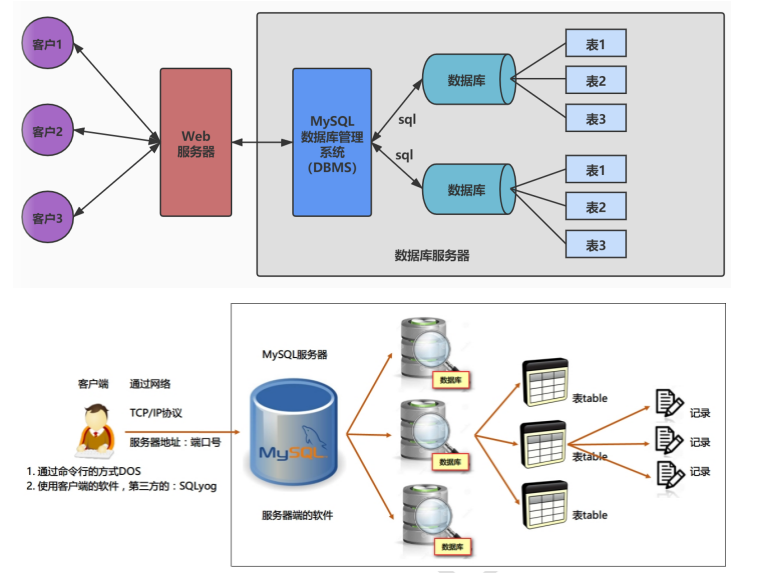 客户1
客户2
客户3
Web
服务器
MySQL
数据库管理
系统
（DBMS）
sql
sql
数据库
表1
表2
表3
数据库
表1
表2
表3
数据库服务器
客户端
通过网络
TCP/IP协议
服务器地址：端口号
1. 通过命令行的方式DOS
2. 使用客户端的软件，第三方的：SQLyog
MySQL服务器
MySQL
服务器端的软件
数据库
数据库
数据库
表table
表table
表table
记录
记录
记录